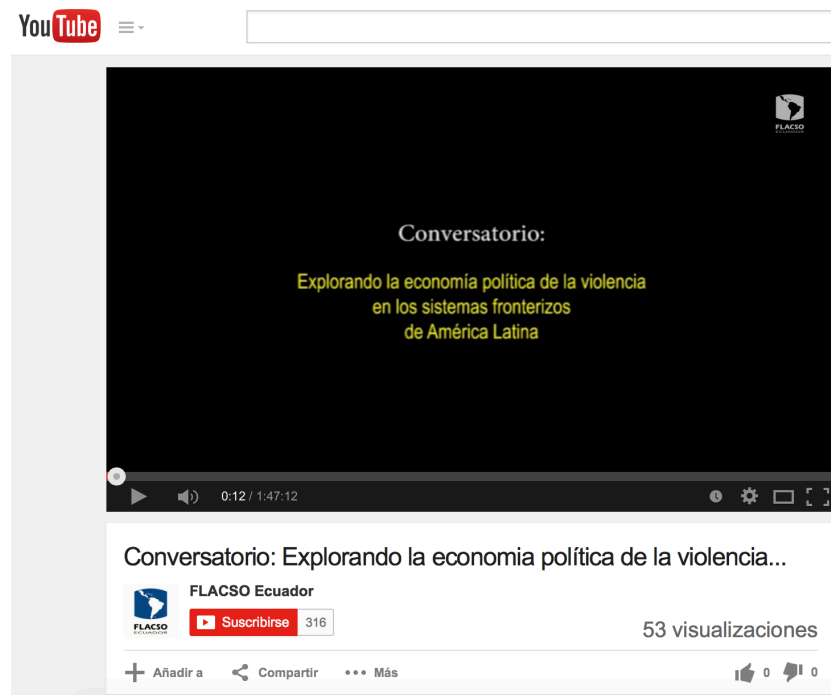 YouTube
FLACSO
ECUADOR
Conversatorio:
Explorando la economía política de la violencia
en los sistemas fronterizos
de América Latina
0:12 / 1:47:12
Conversatorio: Explorando la economia política de la violencia...
FLACSO Ecuador
FLACSO
ECUADOR
Suscribirse 316
53 visualizaciones
Añadir a Compartir Más 0 0